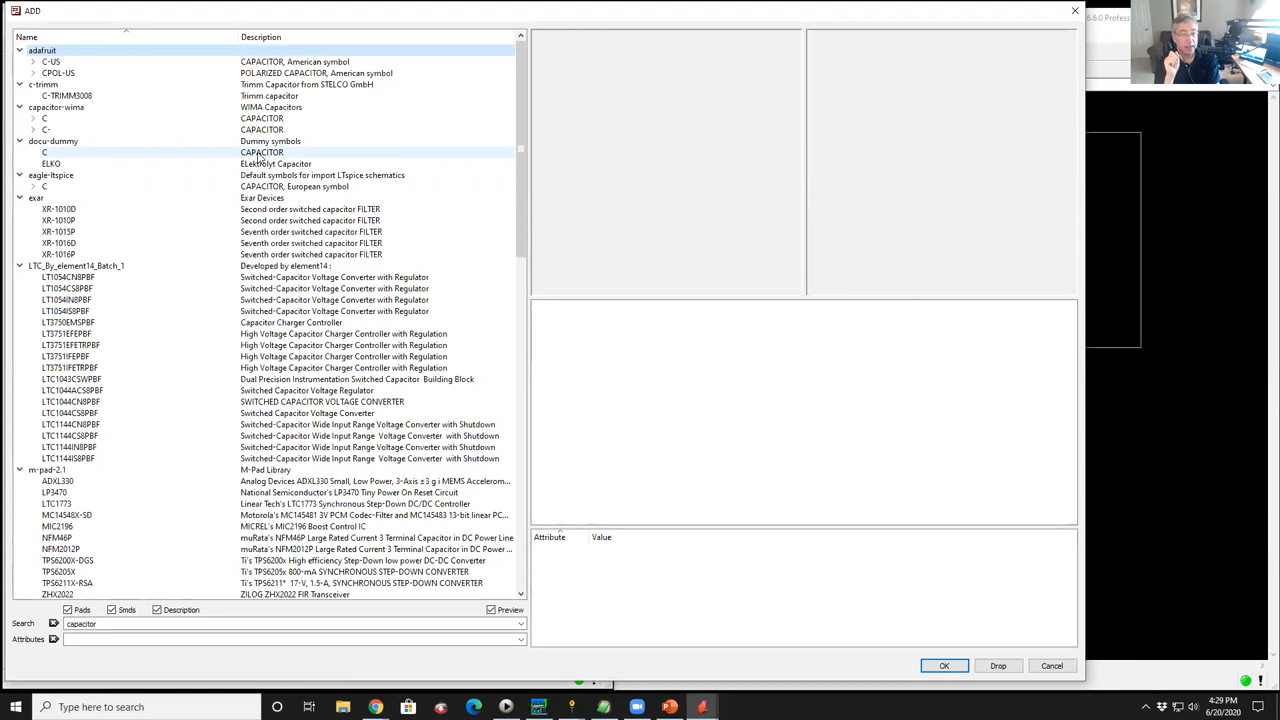 ADD
6.6.0 Profess
Name Description
adafruit
C-US CAPACITOR, American symbol
CPOL-US POLARIZED CAPACITOR, American symbol
c-trimm Trimm Capacitor from STELCO GmbH
C-TRIMM3008 Trimm capacitor
capacitor-wima WIMA Capacitors
C CAPACITOR
C- CAPACITOR
docu-dummy Dummy symbols
C CAPACITOR
ELKO ELektrolyt Capacitor
eagle-ltspice Default symbols for import LTspice schematics
C CAPACITOR, European symbol
exar Exar Devices
XR-1010D Second order switched capacitor FILTER
XR-1010P Second order switched capacitor FILTER
XR-1015P Seventh order switched capacitor FILTER
XR-1016D Seventh order switched capacitor FILTER
XR-1016P Seventh order switched capacitor FILTER
LTC_By_element14_Batch_1 Developed by element14 :
LT1054CN8PBF Switched-Capacitor Voltage Converter with Regulator
LT1054CS8PBF Switched-Capacitor Voltage Converter with Regulator
LT1054IN8PBF Switched-Capacitor Voltage Converter with Regulator
LT1054IS8PBF Switched-Capacitor Voltage Converter with Regulator
LT3750EMSPBF Capacitor Charger Controller
LT3751EFEPBF High Voltage Capacitor Charger Controller with Regulation
LT3751EFETRPBF High Voltage Capacitor Charger Controller with Regulation
LT3751IFEPBF High Voltage Capacitor Charger Controller with Regulation
LT3751IFETRPBF High Voltage Capacitor Charger Controller with Regulation
LTC1043CSWPBF Dual Precision Instrumentation Switched Capacitor Building Block
LTC1044ACS8PBF Switched Capacitor Voltage Regulator
LTC1044CN8PBF SWITCHED CAPACITOR VOLTAGE CONVERTER
LTC1044CS8PBF Switched Capacitor Voltage Converter
LTC1144CN8PBF Switched-Capacitor Wide Input Range Voltage Converter with Shutdown
LTC1144CS8PBF Switched-Capacitor Wide Input Range Voltage Converter with Shutdown
LTC1144IN8PBF Switched-Capacitor Wide Input Range Voltage Converter with Shutdown
LTC1144IS8PBF Switched-Capacitor Wide Input Range Voltage Converter with Shutdown
m-pad-2.1 M-Pad Library
ADXL330 Analog Devices ADXL330 Small, Low Power, 3-Axis ±3 g i MEMS Accelerom...
LP3470 National Semiconductor's LP3470 Tiny Power On Reset Circuit
LTC1773 Linear Tech's LTC1773 Synchronous Step-Down DC/DC Controller
MC14548X-SD Motorola's MC145481 3V PCM Codec-Filter and MC145483 13-bit linear PC...
MIC2196 MICREL's MIC2196 Boost Control IC
NFM46P muRata's NFM46P Large Rated Current 3 Terminal Capacitor in DC Power Line
NFM2012P muRata's NFM2012P Large Rated Current 3 Terminal Capacitor in DC Power ...
TPS6200X-DGS Ti's TPS6200x High efficiency Step-Down low power DC-DC Converter
TPS6205X Ti's TPS6205x 800-mA SYNCHRONOUS STEP-DOWN CONVERTER
TPS6211X-RSA Ti's TPS6211* 17-V, 1.5-A, SYNCHRONOUS STEP-DOWN CONVERTER
ZHX2022 ZILOG ZHX2022 FIR Transceiver
Pads Smds Description Preview
Search capacitor
Attributes
Attribute Value
OK Drop Cancel
Type here to search
4:29 PM
6/20/2020